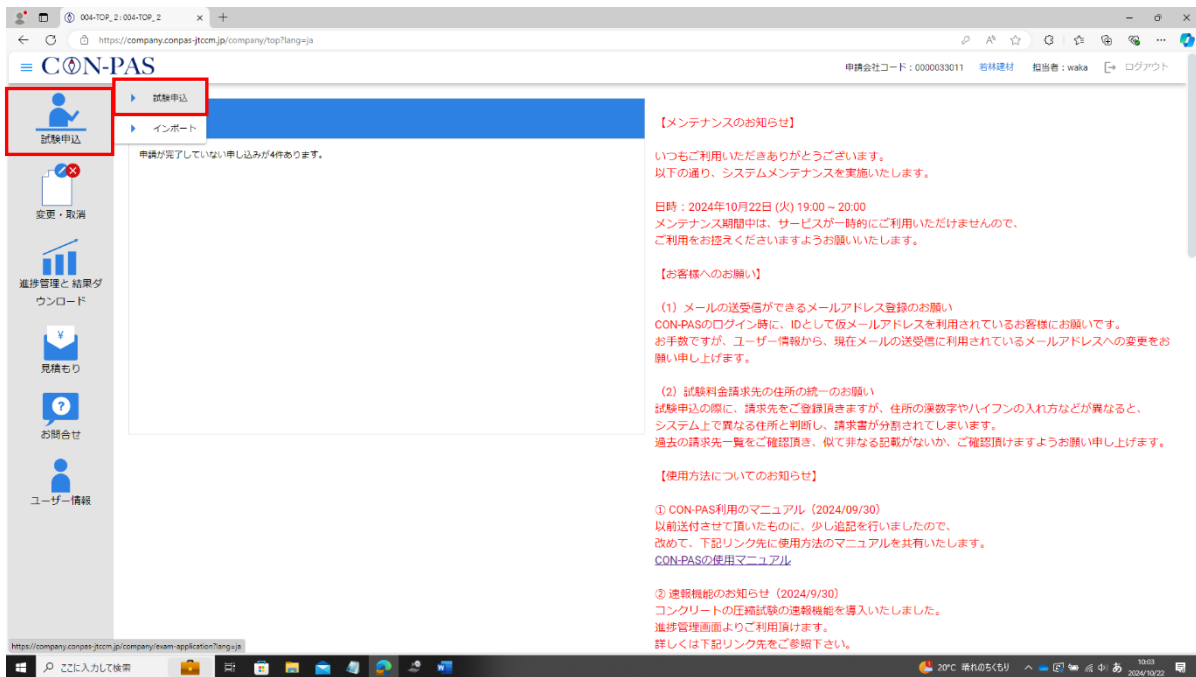 004-TOP_2 : 004-TOP_2
https://company.conpas-jtccm.jp/company/top?lang=ja
CON-PAS
申請会社コード：0000033011 若林建材 担当者：waka ログアウト
試験申込
インポート
試験申込
変更・取消
進捗管理と 結果ダ
ウンロード
見積もり
お問合せ
ユーザー情報
申請が完了していない申し込みが4件あります。
【メンテナンスのお知らせ】
いつもご利用いただきありがとうございます。
以下の通り、システムメンテナンスを実施いたします。
日時：2024年10月22日 (火) 19:00 ~ 20:00
メンテナンス期間中は、サービスが一時的にご利用いただけませんので、
ご利用をお控えくださいますようお願いいたします。
【お客様へのお願い】
（1）メールの送受信ができるメールアドレス登録のお願い
CON-PASのログイン時に、IDとして仮メールアドレスを利用されているお客様にお願いです。
お手数ですが、ユーザー情報から、現在メールの送受信に利用されているメールアドレスへの変更をお
願い申し上げます。
（2）試験料金請求先の住所の統一のお願い
試験申込の際に、請求先をご登録頂きますが、住所の漢数字やハイフンの入れ方などが異なると、
システム上で異なる住所と判断し、請求書が分割されてしまいます。
過去の請求先一覧をご確認頂き、似て非なる記載がないか、ご確認頂けますようお願い申し上げます。
【使用方法についてのお知らせ】
① CON-PAS利用のマニュアル（2024/09/30）
以前送付させて頂いたものに、少し追記を行いましたので、
改めて、下記リンク先に使用方法のマニュアルを共有いたします。
CON-PASの使用マニュアル
② 速報機能のお知らせ（2024/9/30）
コンクリートの圧縮試験の速報機能を導入いたしました。
進捗管理画面よりご利用頂けます。
詳しくは下記リンク先をご参照下さい。
https://company.conpas-jtccm.jp/company/exam-application?lang=ja
ここに入力して検索
20°C 晴れのちくもり
あ
10:03
2024/10/22